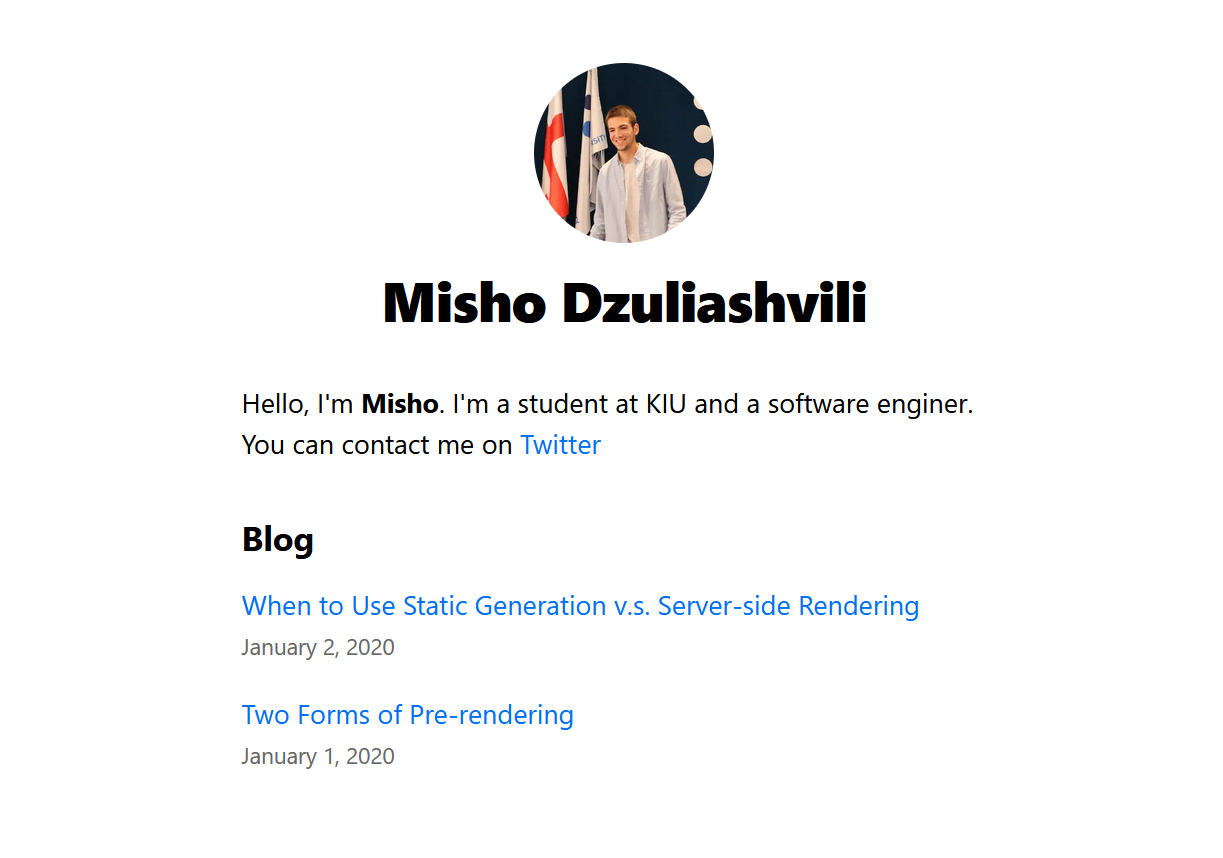 Misho Dzuliashvili
Hello, I'm Misho. I'm a student at KIU and a software enginer.
You can contact me on Twitter
Blog
When to Use Static Generation v.s. Server-side Rendering
January 2, 2020
Two Forms of Pre-rendering
January 1, 2020